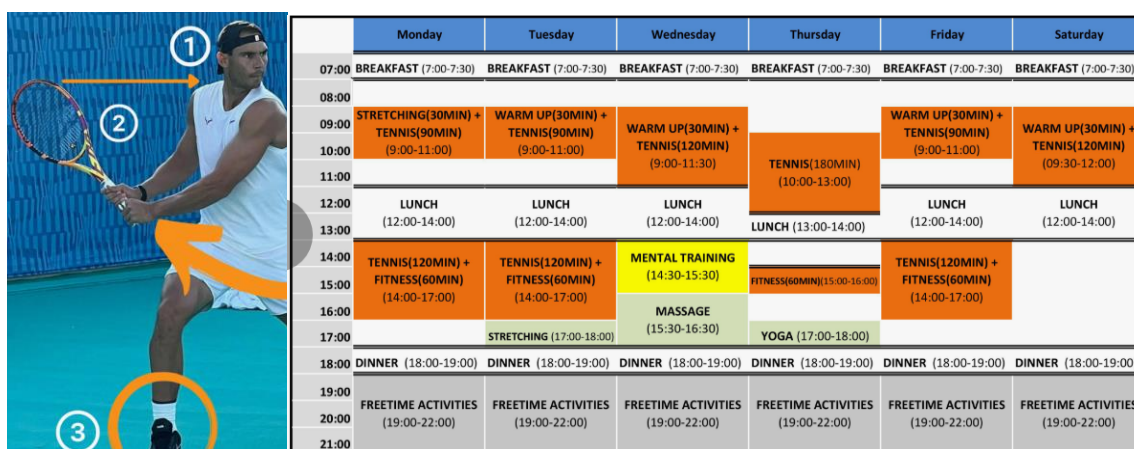 1
2
3
Monday Tuesday Wednesday Thursday Friday Saturday
07:00 BREAKFAST (7:00-7:30) BREAKFAST (7:00-7:30) BREAKFAST (7:00-7:30) BREAKFAST (7:00-7:30) BREAKFAST (7:00-7:30) BREAKFAST (7:00-7:30)
08:00
STRETCHING(30MIN) + WARM UP(30MIN) + WARM UP(30MIN) +
09:00 TENNIS(90MIN) TENNIS(90MIN) WARM UP(30MIN) + TENNIS(90MIN) WARM UP(30MIN) +
10:00 (9:00-11:00) (9:00-11:00) TENNIS(120MIN) (9:00-11:00) TENNIS(120MIN)
(9:00-11:30) TENNIS(180MIN) (09:30-12:00)
11:00 (10:00-13:00)
12:00 LUNCH LUNCH LUNCH LUNCH LUNCH
(12:00-14:00) (12:00-14:00) (12:00-14:00) (12:00-14:00) (12:00-14:00)
13:00 LUNCH (13:00-14:00)
14:00 TENNIS(120MIN) + TENNIS(120MIN) + MENTAL TRAINING TENNIS(120MIN) +
FITNESS(60MIN) FITNESS(60MIN) (14:30-15:30) FITNESS(60MIN)
15:00 (14:00-17:00) (14:00-17:00) FITNESS(60MIN)(15:00-16:00) (14:00-17:00)
16:00 MASSAGE
(15:30-16:30)
17:00 STRETCHING (17:00-18:00) YOGA (17:00-18:00)
18:00 DINNER (18:00-19:00) DINNER (18:00-19:00) DINNER (18:00-19:00) DINNER (18:00-19:00) DINNER (18:00-19:00) DINNER (18:00-19:00
19:00
FREETIME ACTIVITIES FREETIME ACTIVITIES FREETIME ACTIVITIES FREETIME ACTIVITIES FREETIME ACTIVITIES FREETIME ACTIVITIES
20:00 (19:00-22:00) (19:00-22:00) (19:00-22:00) (19:00-22:00) (19:00-22:00) (19:00-22:00)
21:00